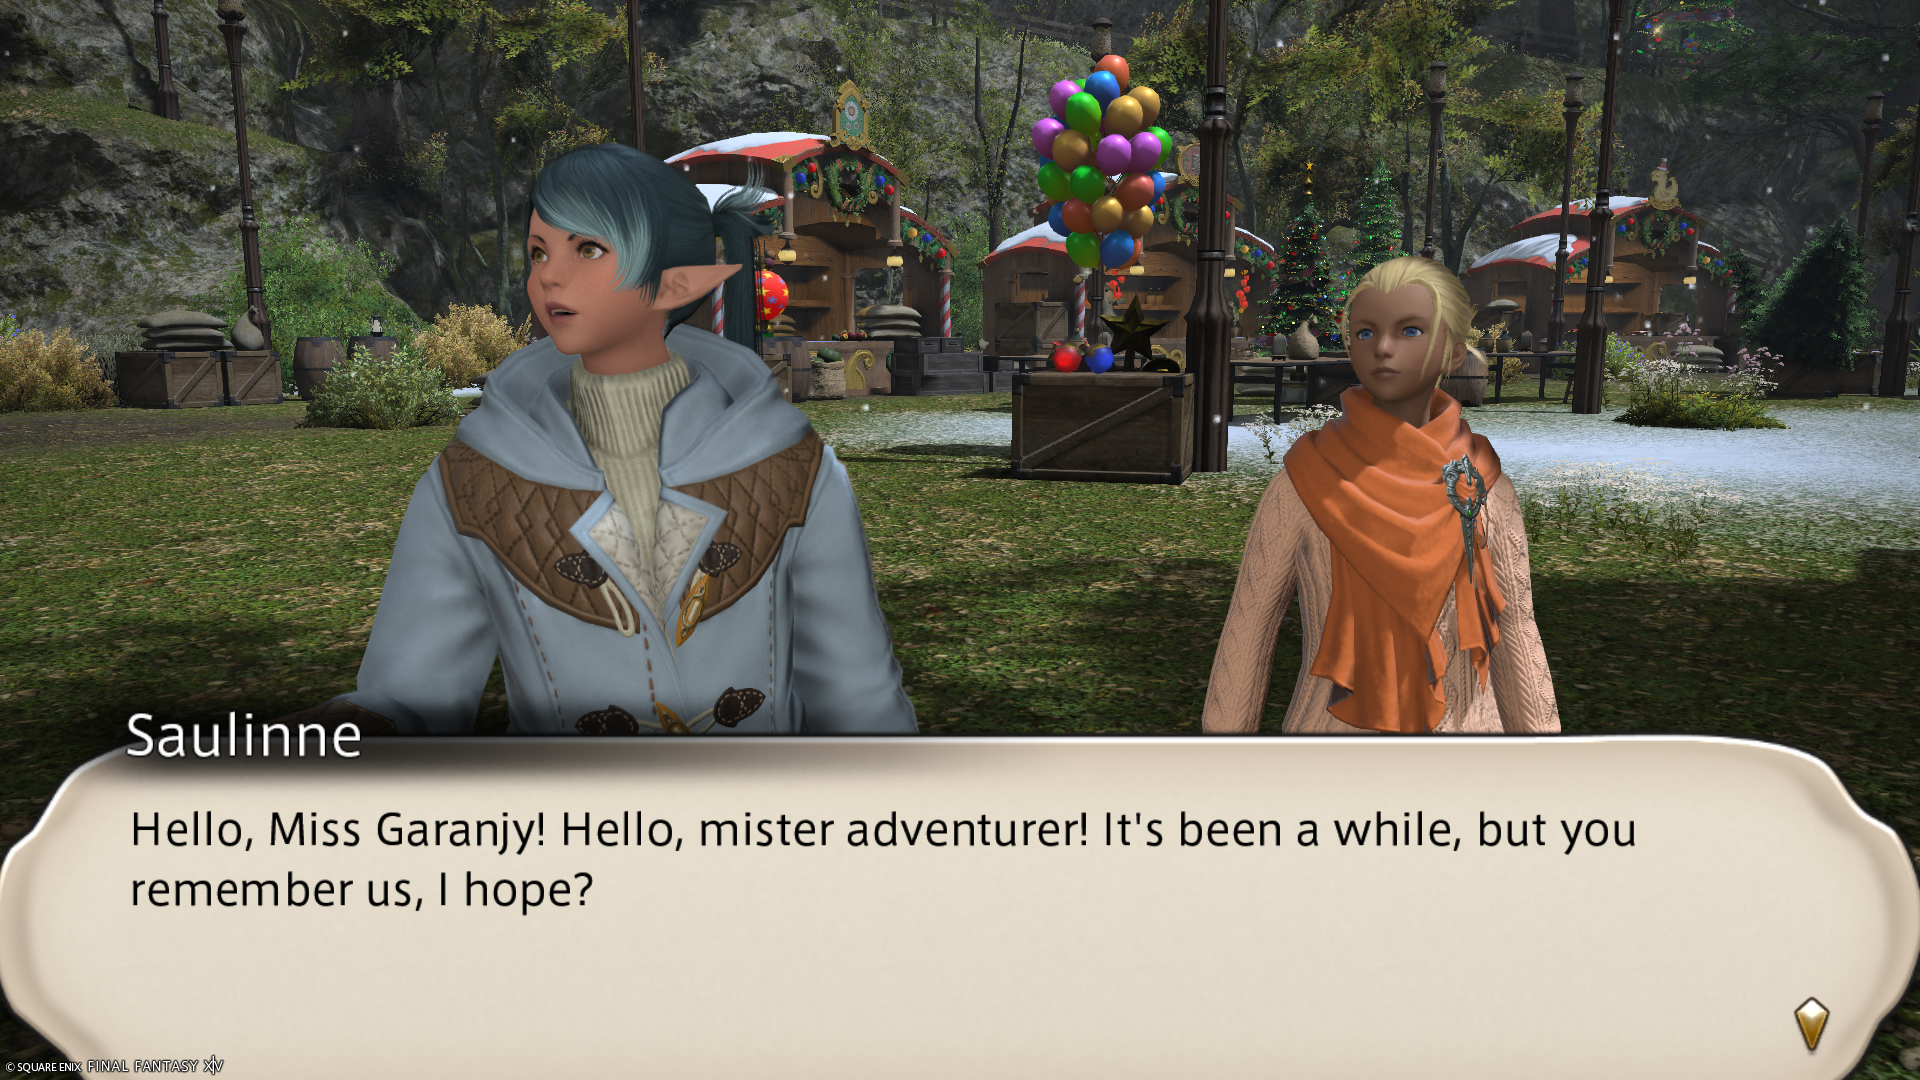 Saulinne
Hello, Miss Garanjy! Hello, mister adventurer! It's been a while, but you
remember us, I hope?
© SQUARE ENIX FINAL FANTASY XIV